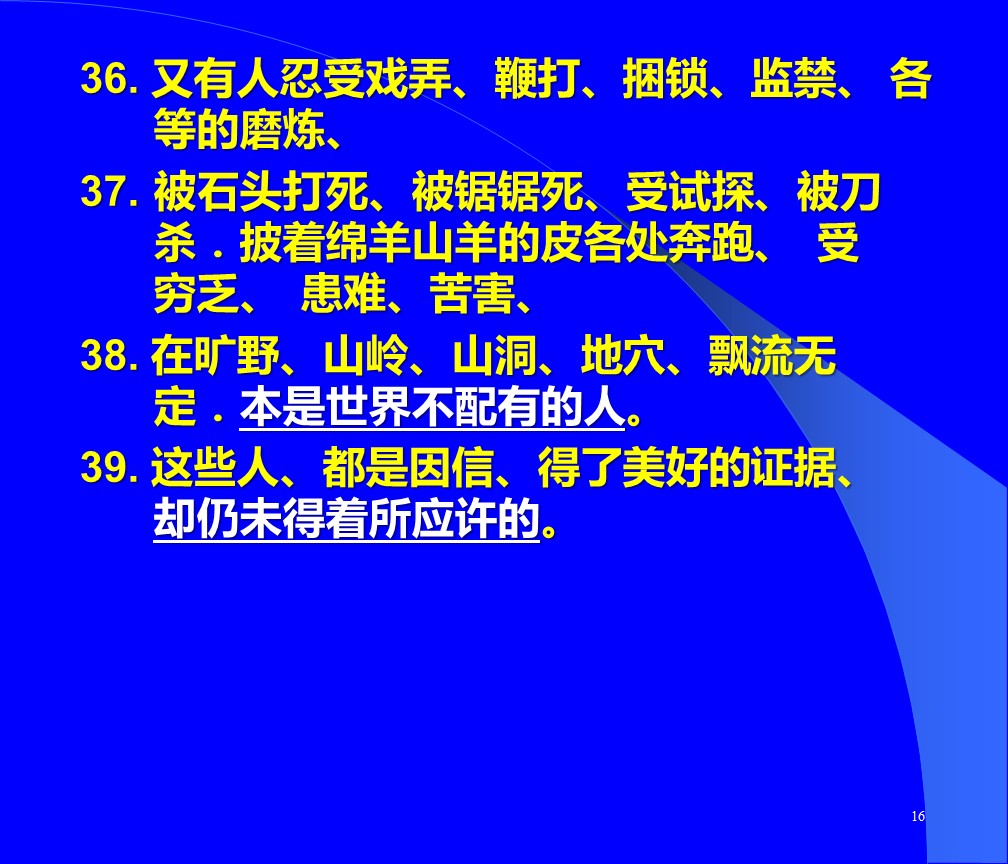 36. 又有人忍受戏弄、鞭打、捆锁、监禁、 各
等的磨炼、
37. 被石头打死、被锯锯死、受试探、被刀
杀．披着绵羊山羊的皮各处奔跑、 受
穷乏、 患难、苦害、
38. 在旷野、山岭、山洞、地穴、飘流无
定．本是世界不配有的人。
39. 这些人、都是因信、得了美好的证据、
却仍未得着所应许的。
16